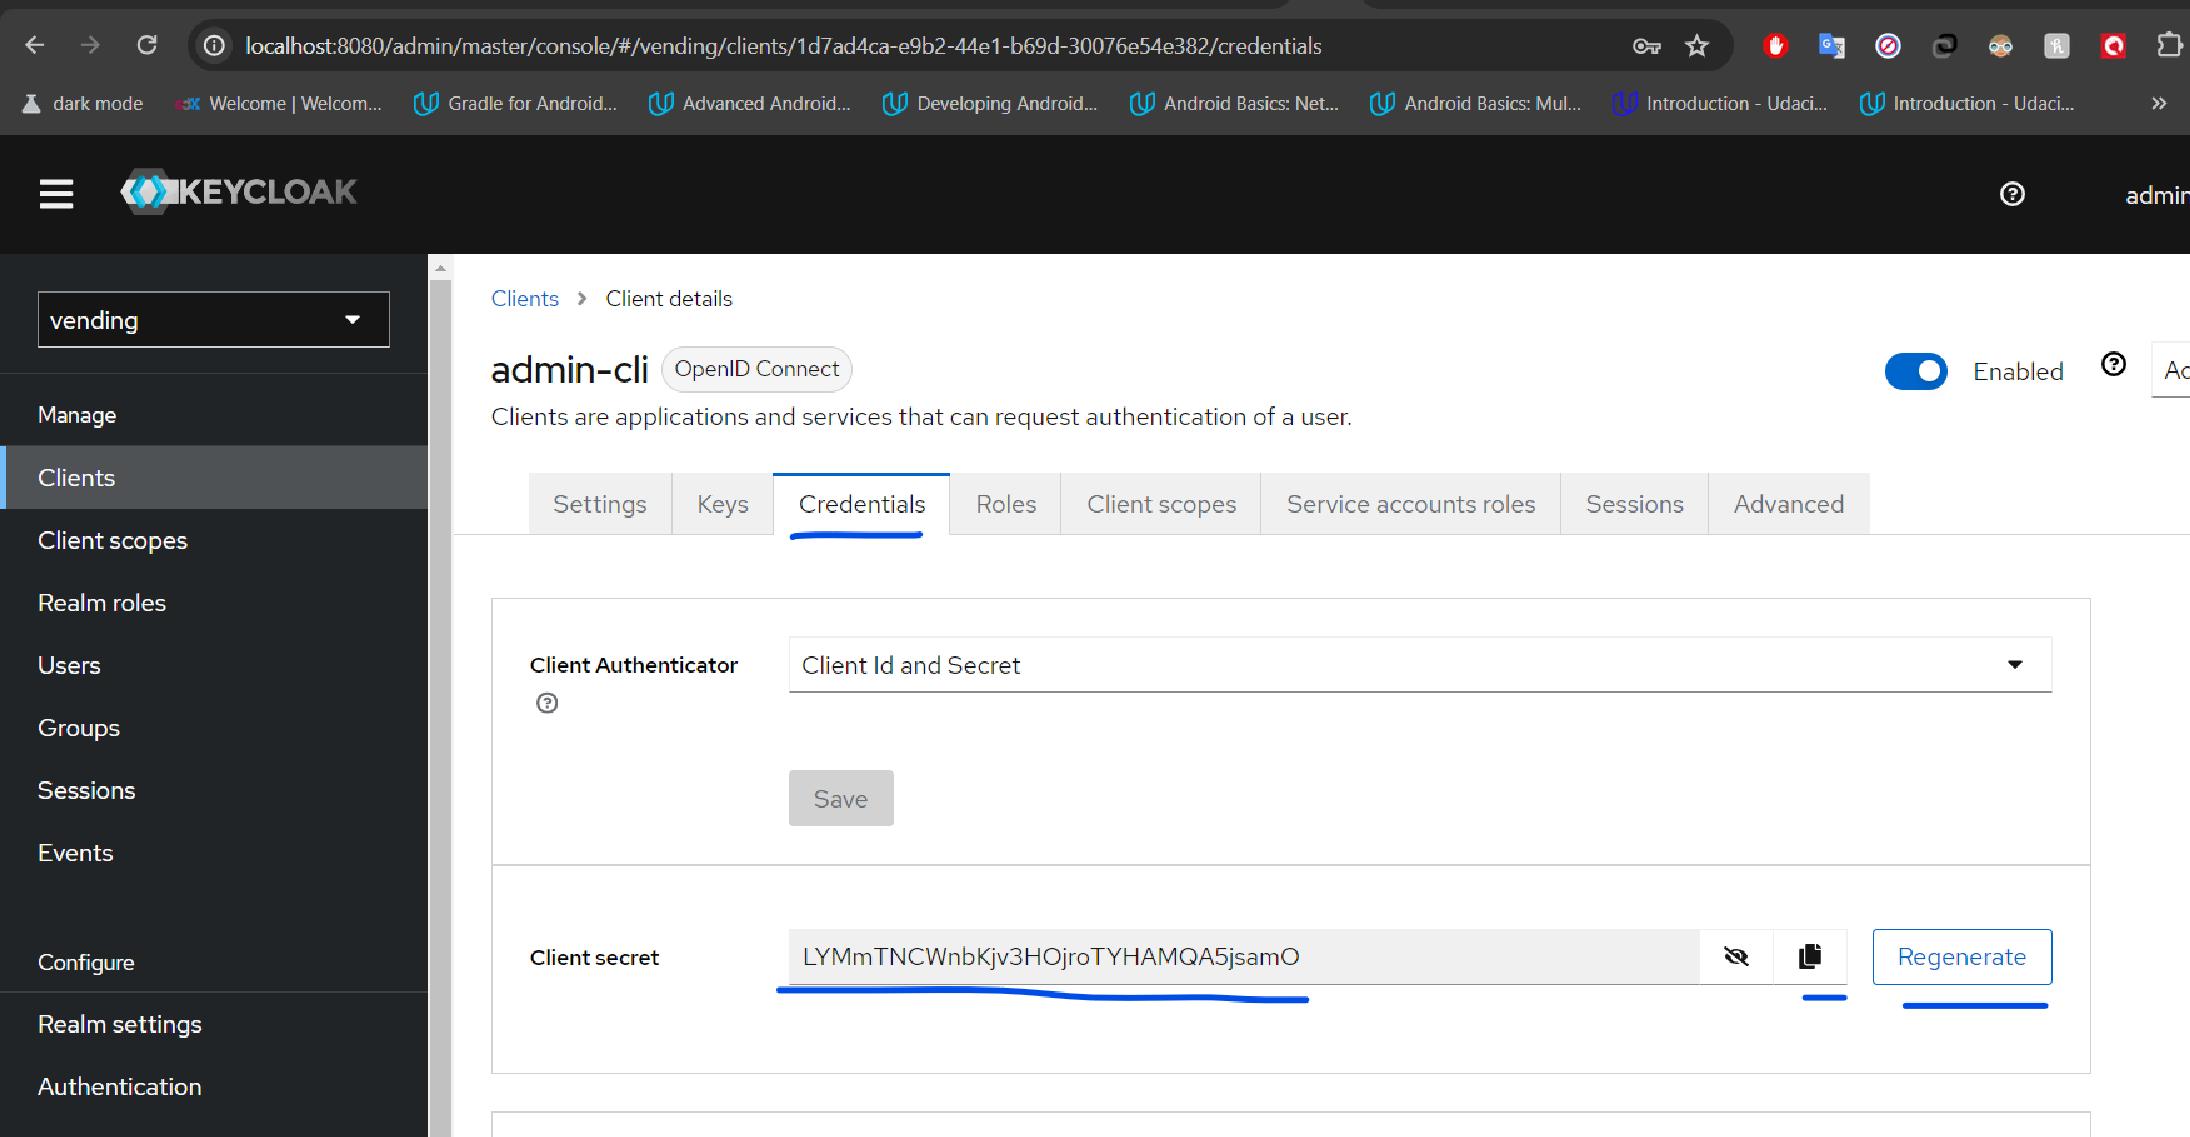 localhost:8080/admin/master/console/#/vending/clients/1d7ad4ca-e9b2-44e1-b69d-30076e54e382/credentials
dark mode
Welcome | Welcom...
Gradle for Android...
Advanced Android...
Developing Android...
Android Basics: Net...
Android Basics: Mul...
Introduction - Udaci...
Introduction - Udaci...
»
KEYCLOAK
admin
vending
Manage
Clients
Client scopes
Realm roles
Users
Groups
Sessions
Events
Configure
Realm settings
Authentication
Clients > Client details
admin-cli OpenID Connect
Enabled
Ac
Clients are applications and services that can request authentication of a user.
Settings Keys Credentials Roles Client scopes Service accounts roles Sessions Advanced
Client Authenticator
Client Id and Secret
Save
Client secret
LYMmTNCWnbKjv3HOjroTYHAMQA5jsamO
Regenerate